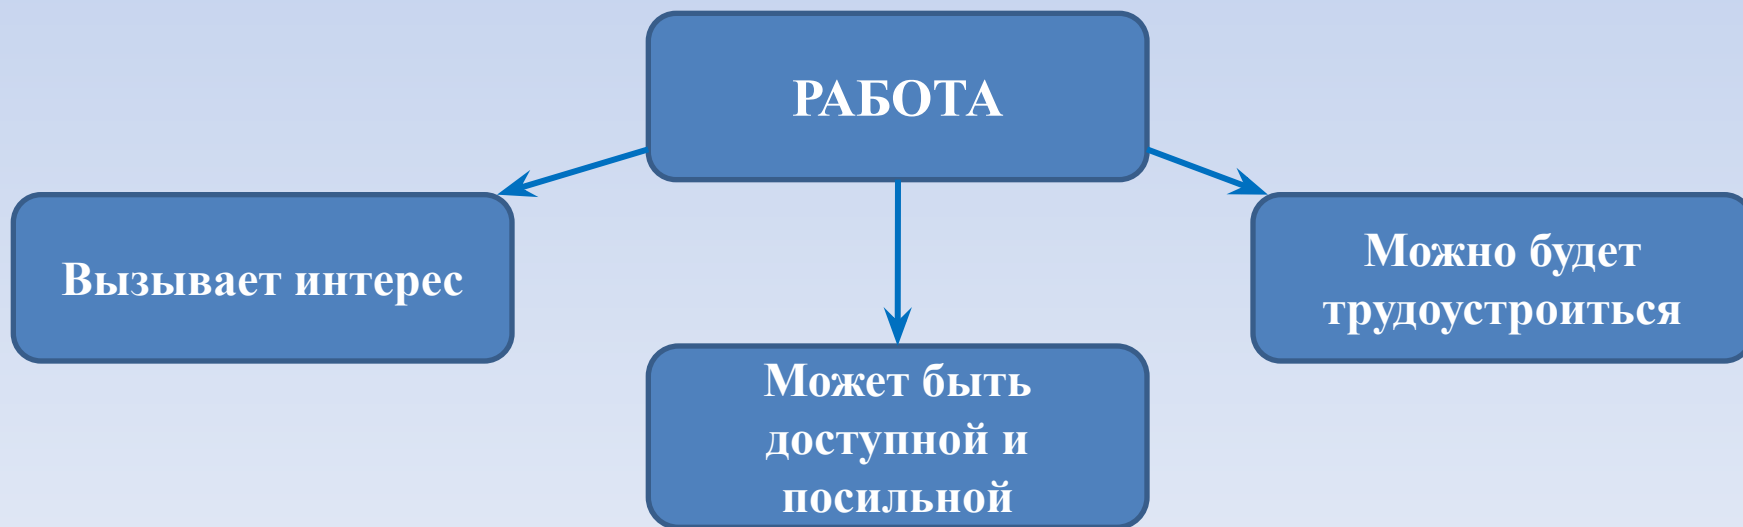 РАБОТА
Вызывает интерес
Можно будет
трудоустроиться
Может быть
доступной и
посильной